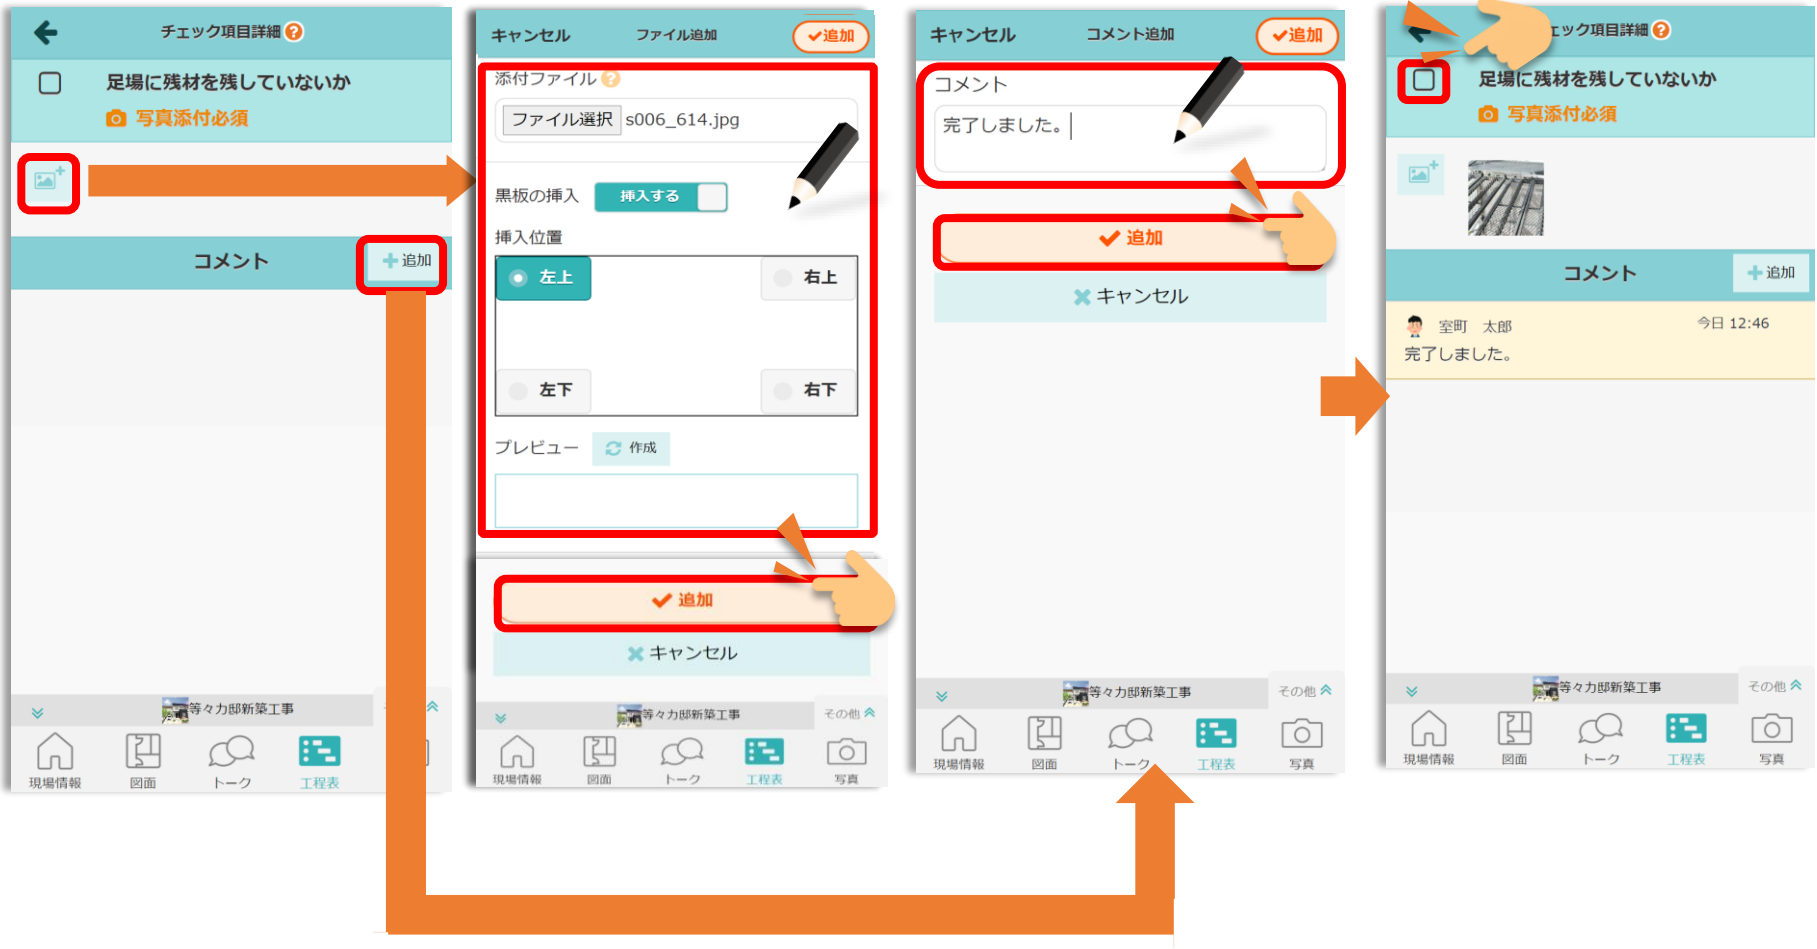 チェック項目詳細 ?
足場に残材を残していないか
写真添付必須
コメント
+追加
等々力邸新築工事
現場情報
図面
トーク
工程表
キャンセル
ファイル追加
追加
添付ファイル ?
ファイル選択 s006_614.jpg
黒板の挿入
挿入する
挿入位置
左上
右上
左下
右下
プレビュー
作成
追加
キャンセル
等々力邸新築工事
その他
現場情報
図面
トーク
工程表
写真
キャンセル
コメント追加
追加
コメント
完了しました。
追加
キャンセル
等々力邸新築工事
その他
現場情報
図面
トーク
工程表
写真
ェック項目詳細 ?
足場に残材を残していないか
写真添付必須
コメント
+追加
室町 太郎
今日 12:46
完了しました。
等々力邸新築工事
その他
現場情報
図面
トーク
工程表
写真